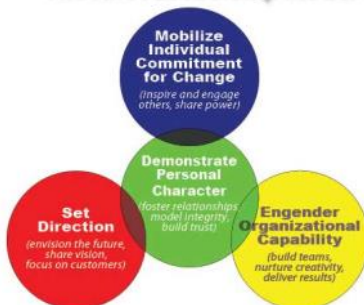 Mobilize
Individual
Commitment
for Change
(inspire and engage
others, share power)
Demonstrate
Personal
Character
(foster relationships,
model integrity,
build trust)
Set
Direction
(envision the future,
share vision,
focus on customers)
Engender
Organizational
Capability
(build teams,
nurture creativity,
deliver results)